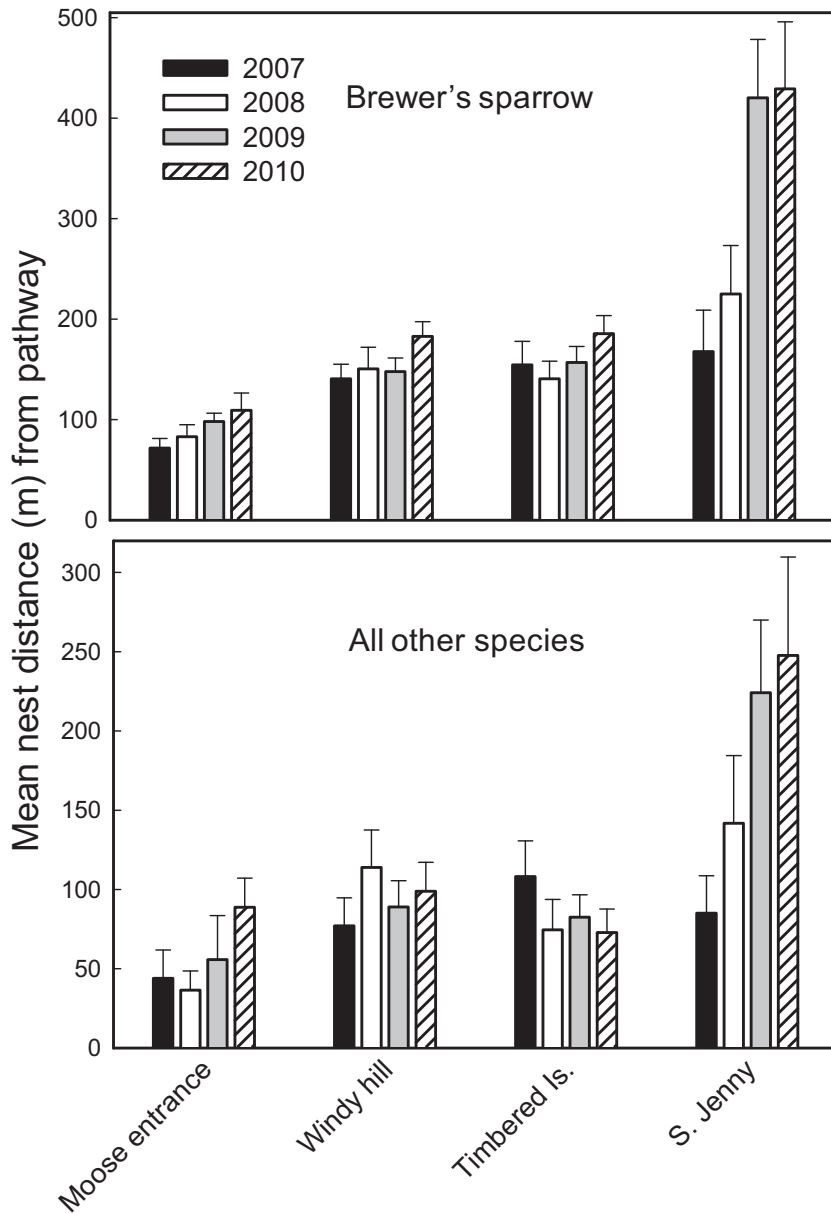 Mean nest distance (m) from pathway
500
400
300
200
100
0
2007
2008
2009
2010
Brewer's sparrow
300
250
200
150
100
50
0
All other species
Moose entrance
Windy hill
Timbered Is.
S. Jenny